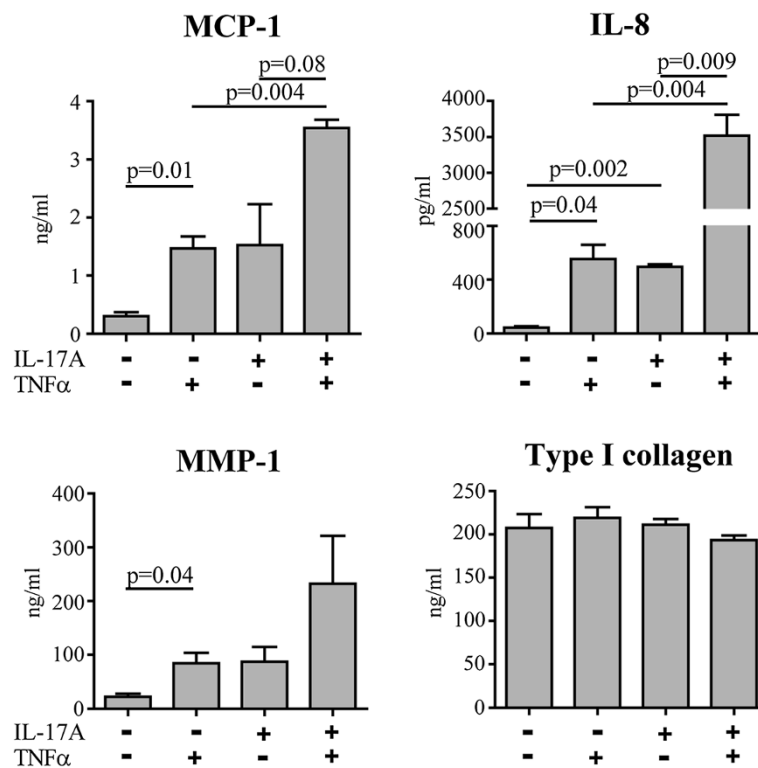 MCP-1
p=0.08
p=0.004
p=0.01
4
3
2
1
0
ng/ml
IL-17A - - + +
TNFα - + - +
IL-8
p=0.009
p=0.004
p=0.002
p=0.04
4000
3500
3000
2500
800
400
0
pg/ml
- - + +
- + - +
MMP-1
p=0.04
400
300
200
100
0
ng/ml
IL-17A - - + +
TNFα - + - +
Type I collagen
250
200
150
100
50
0
ng/ml
- - + +
- + - +